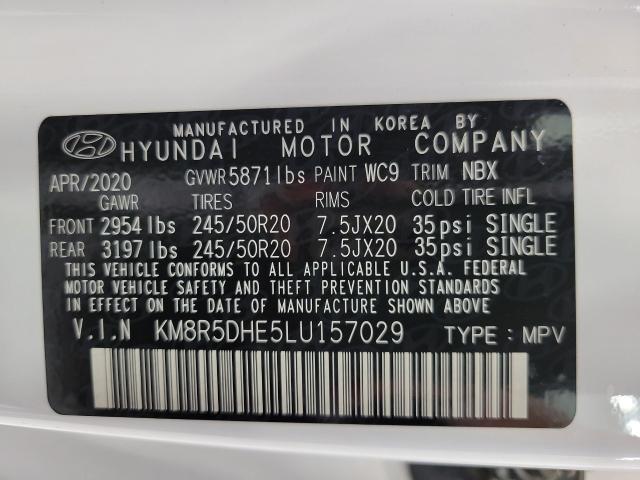 MANUFACTURED IN KOREA BY
HYUNDAI MOTOR COMPANY
APR/2020 GVWR 5871lbs PAINT WC9 TRIM NBX
GAWR TIRES RIMS COLD TIRE INFL
FRONT 2954 lbs 245/50R20 7.5JX20 35psi SINGLE
REAR 3197 lbs 245/50R20 7.5JX20 35psi SINGLE
THIS VEHICLE CONFORMS TO ALL APPLICABLE U.S.A. FEDERAL
MOTOR VEHICLE SAFETY AND THEFT PREVENTION STANDARDS
IN EFFECT ON THE DATE OF MANUFACTURE SHOWN ABOVE.
V.I.N KM8R5DHE5LU157029 TYPE : MPV